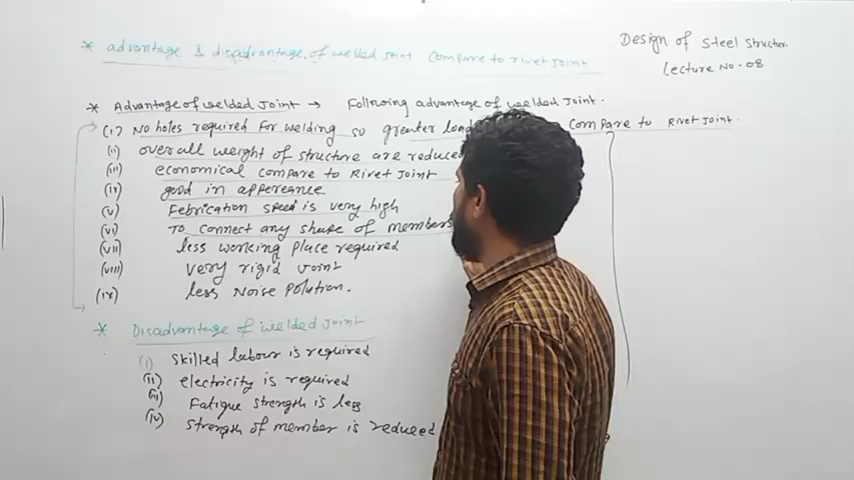 * advantage & disadvantage of welded Joint Compare to rivet Joint
Design of Steel Structure.
Lecture No. 08
* Advantage of welded Joint → Following advantage of welded Joint.
(i) No holes required for welding so greater load Compare to Rivet Joint.
(ii) overall weight of structure are reduced
(iii) economical compare to Rivet Joint
(iv) good in appereance
(v) Febrication speed is very high
(vi) To connect any shape of member
(vii) less working place required
(viii) very rigid Joint
(ix) less Noise Polution.
* Disadvantage of welded Joint
(i) Skilled labour is required
(ii) electricity is required
(iii) Fatigue strength is less
(iv) strength of member is reduced